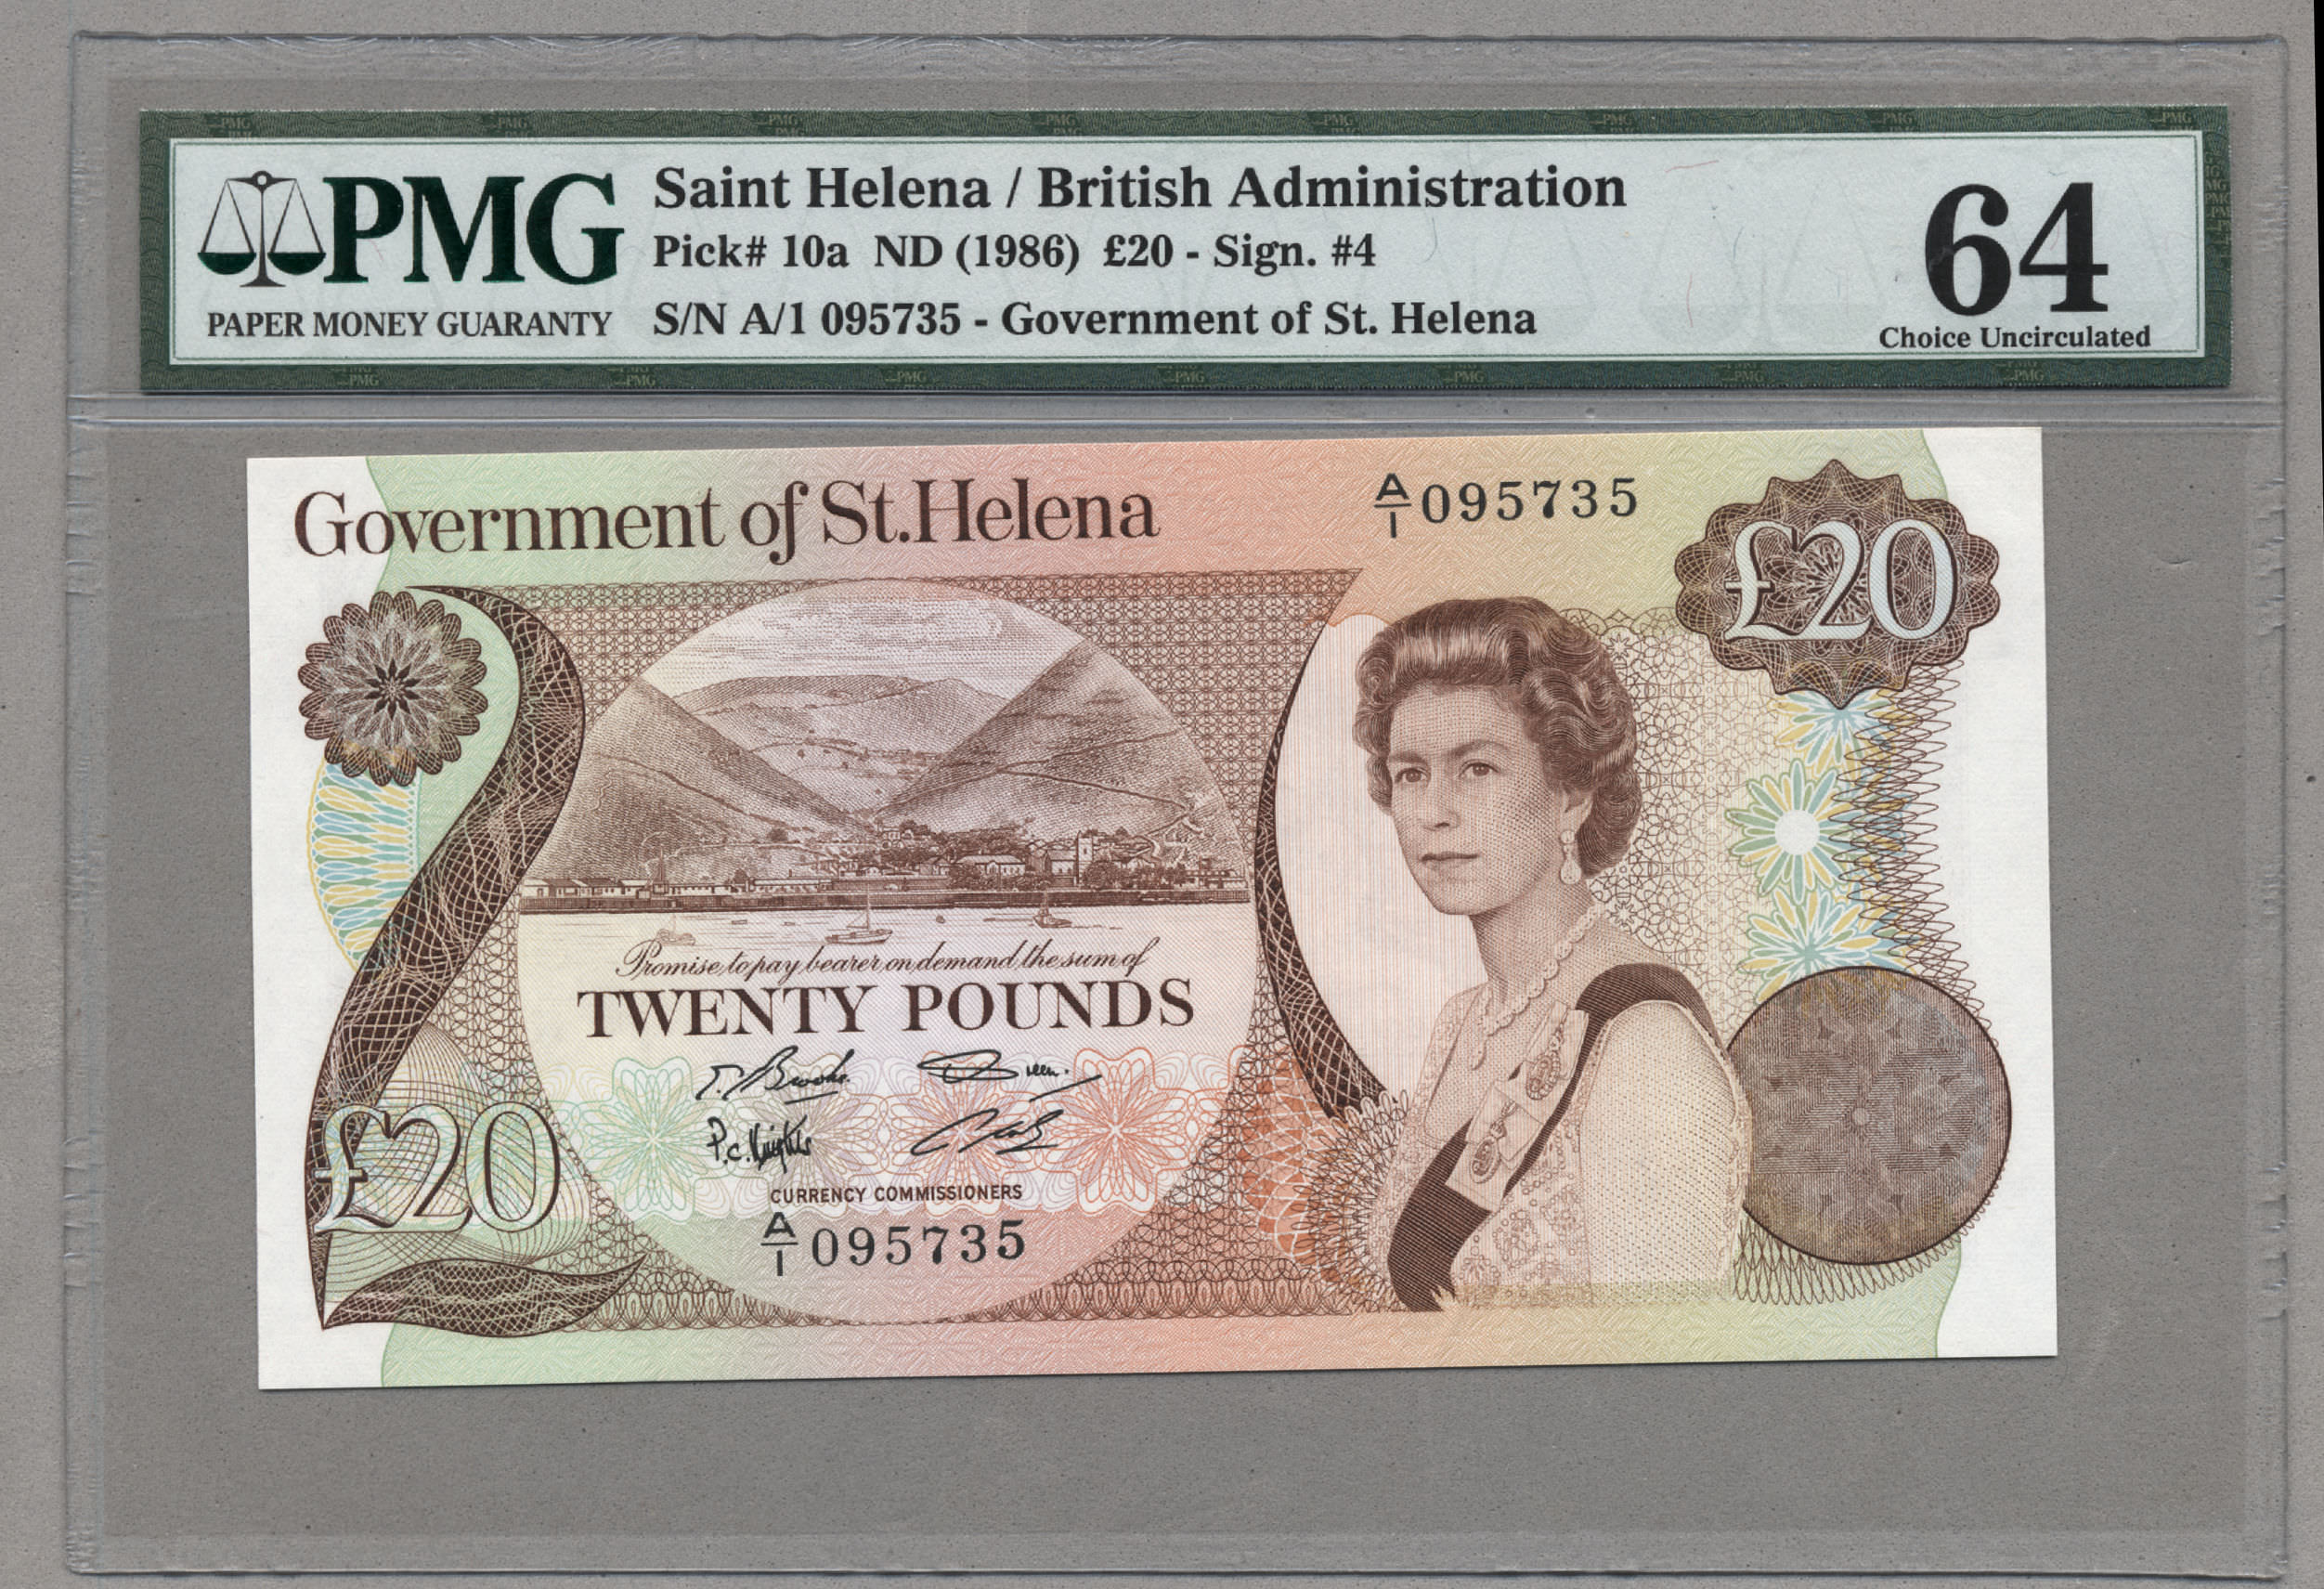 PMG
PAPER MONEY GUARANTY
Saint Helena / British Administration
Pick# 10a ND (1986) £20 - Sign. #4
S/N A/1 095735 - Government of St. Helena
64
Choice Uncirculated
Government of St.Helena
A/1 095735
£20
Promise to pay bearer on demand the sum of
TWENTY POUNDS
£20
P.C.
CURRENCY COMMISSIONERS
A/1 095735